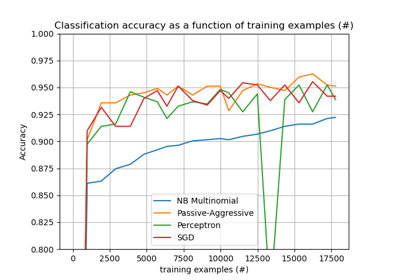 Classification accuracy as a function of training examples (#)
1.000
0.975
0.950
0.925
0.900
0.875
0.850
0.825
0.800
Accuracy
NB Multinomial
Passive-Aggressive
Perceptron
SGD
0 2500 5000 7500 10000 12500 15000 17500
training examples (#)